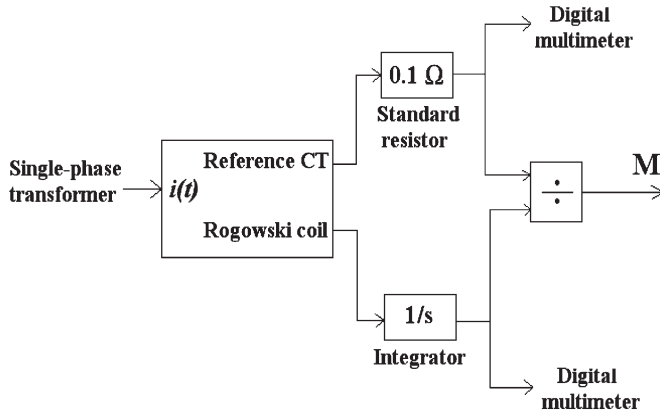 Digital
multimeter
0.1 Ω
Standard
resistor
Single-phase
transformer
i(t)
Reference CT
Rogowski coil
÷
M
1/s
Integrator
Digital
multimeter